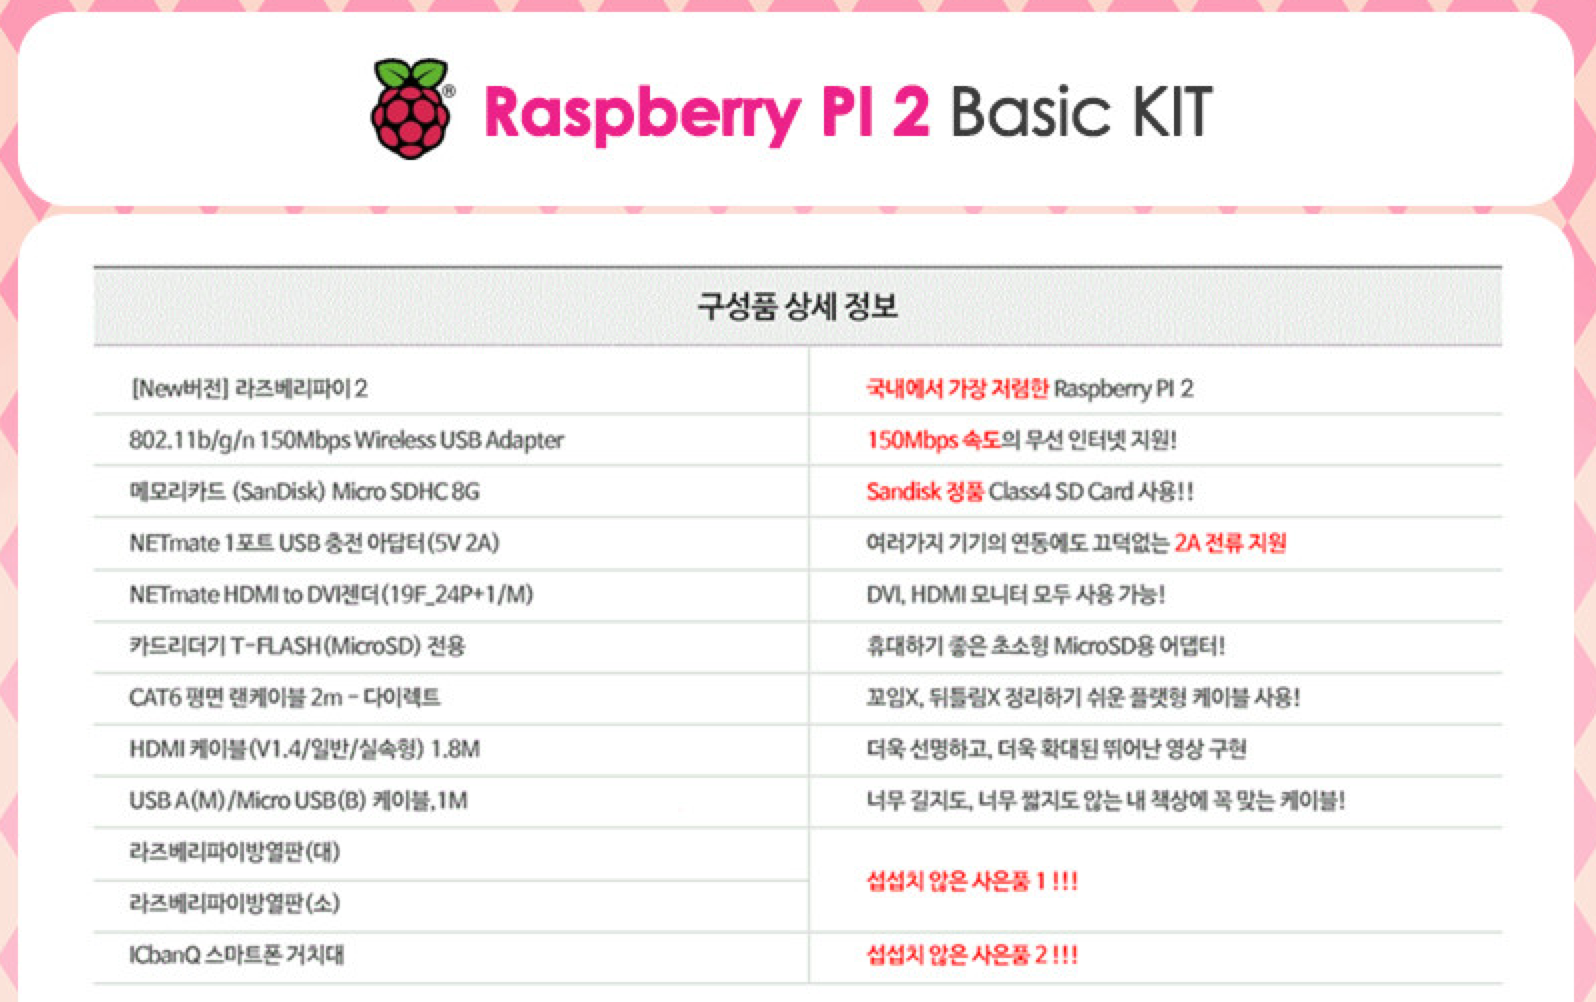 Raspberry PI 2 Basic KIT
구성품 상세 정보
[New버전] 라즈베리파이 2
국내에서 가장 저렴한 Raspberry PI 2
802.11b/g/n 150Mbps Wireless USB Adapter
150Mbps 속도의 무선 인터넷 지원!
메모리카드 (SanDisk) Micro SDHC 8G
Sandisk 정품 Class4 SD Card 사용!!
NETmate 1포트 USB 충전 아답터(5V 2A)
여러가지 기기의 연동에도 끄덕없는 2A 전류 지원
NETmate HDMI to DVI젠더(19F_24P+1/M)
DVI, HDMI 모니터 모두 사용 가능!
카드리더기 T-FLASH(MicroSD) 전용
휴대하기 좋은 초소형 MicroSD용 어댑터!
CAT6 평면 랜케이블 2m - 다이렉트
꼬임X, 뒤틀림X 정리하기 쉬운 플랫형 케이블 사용!
HDMI 케이블(V1.4/일반/실속형) 1.8M
더욱 선명하고, 더욱 확대된 뛰어난 영상 구현
USB A(M)/Micro USB(B) 케이블,1M
너무 길지도, 너무 짧지도 않는 내 책상에 꼭 맞는 케이블!
라즈베리파이방열판(대)
라즈베리파이방열판(소)
섭섭치 않은 사은품 1 !!!
ICbanQ 스마트폰 거치대
섭섭치 않은 사은품 2 !!!